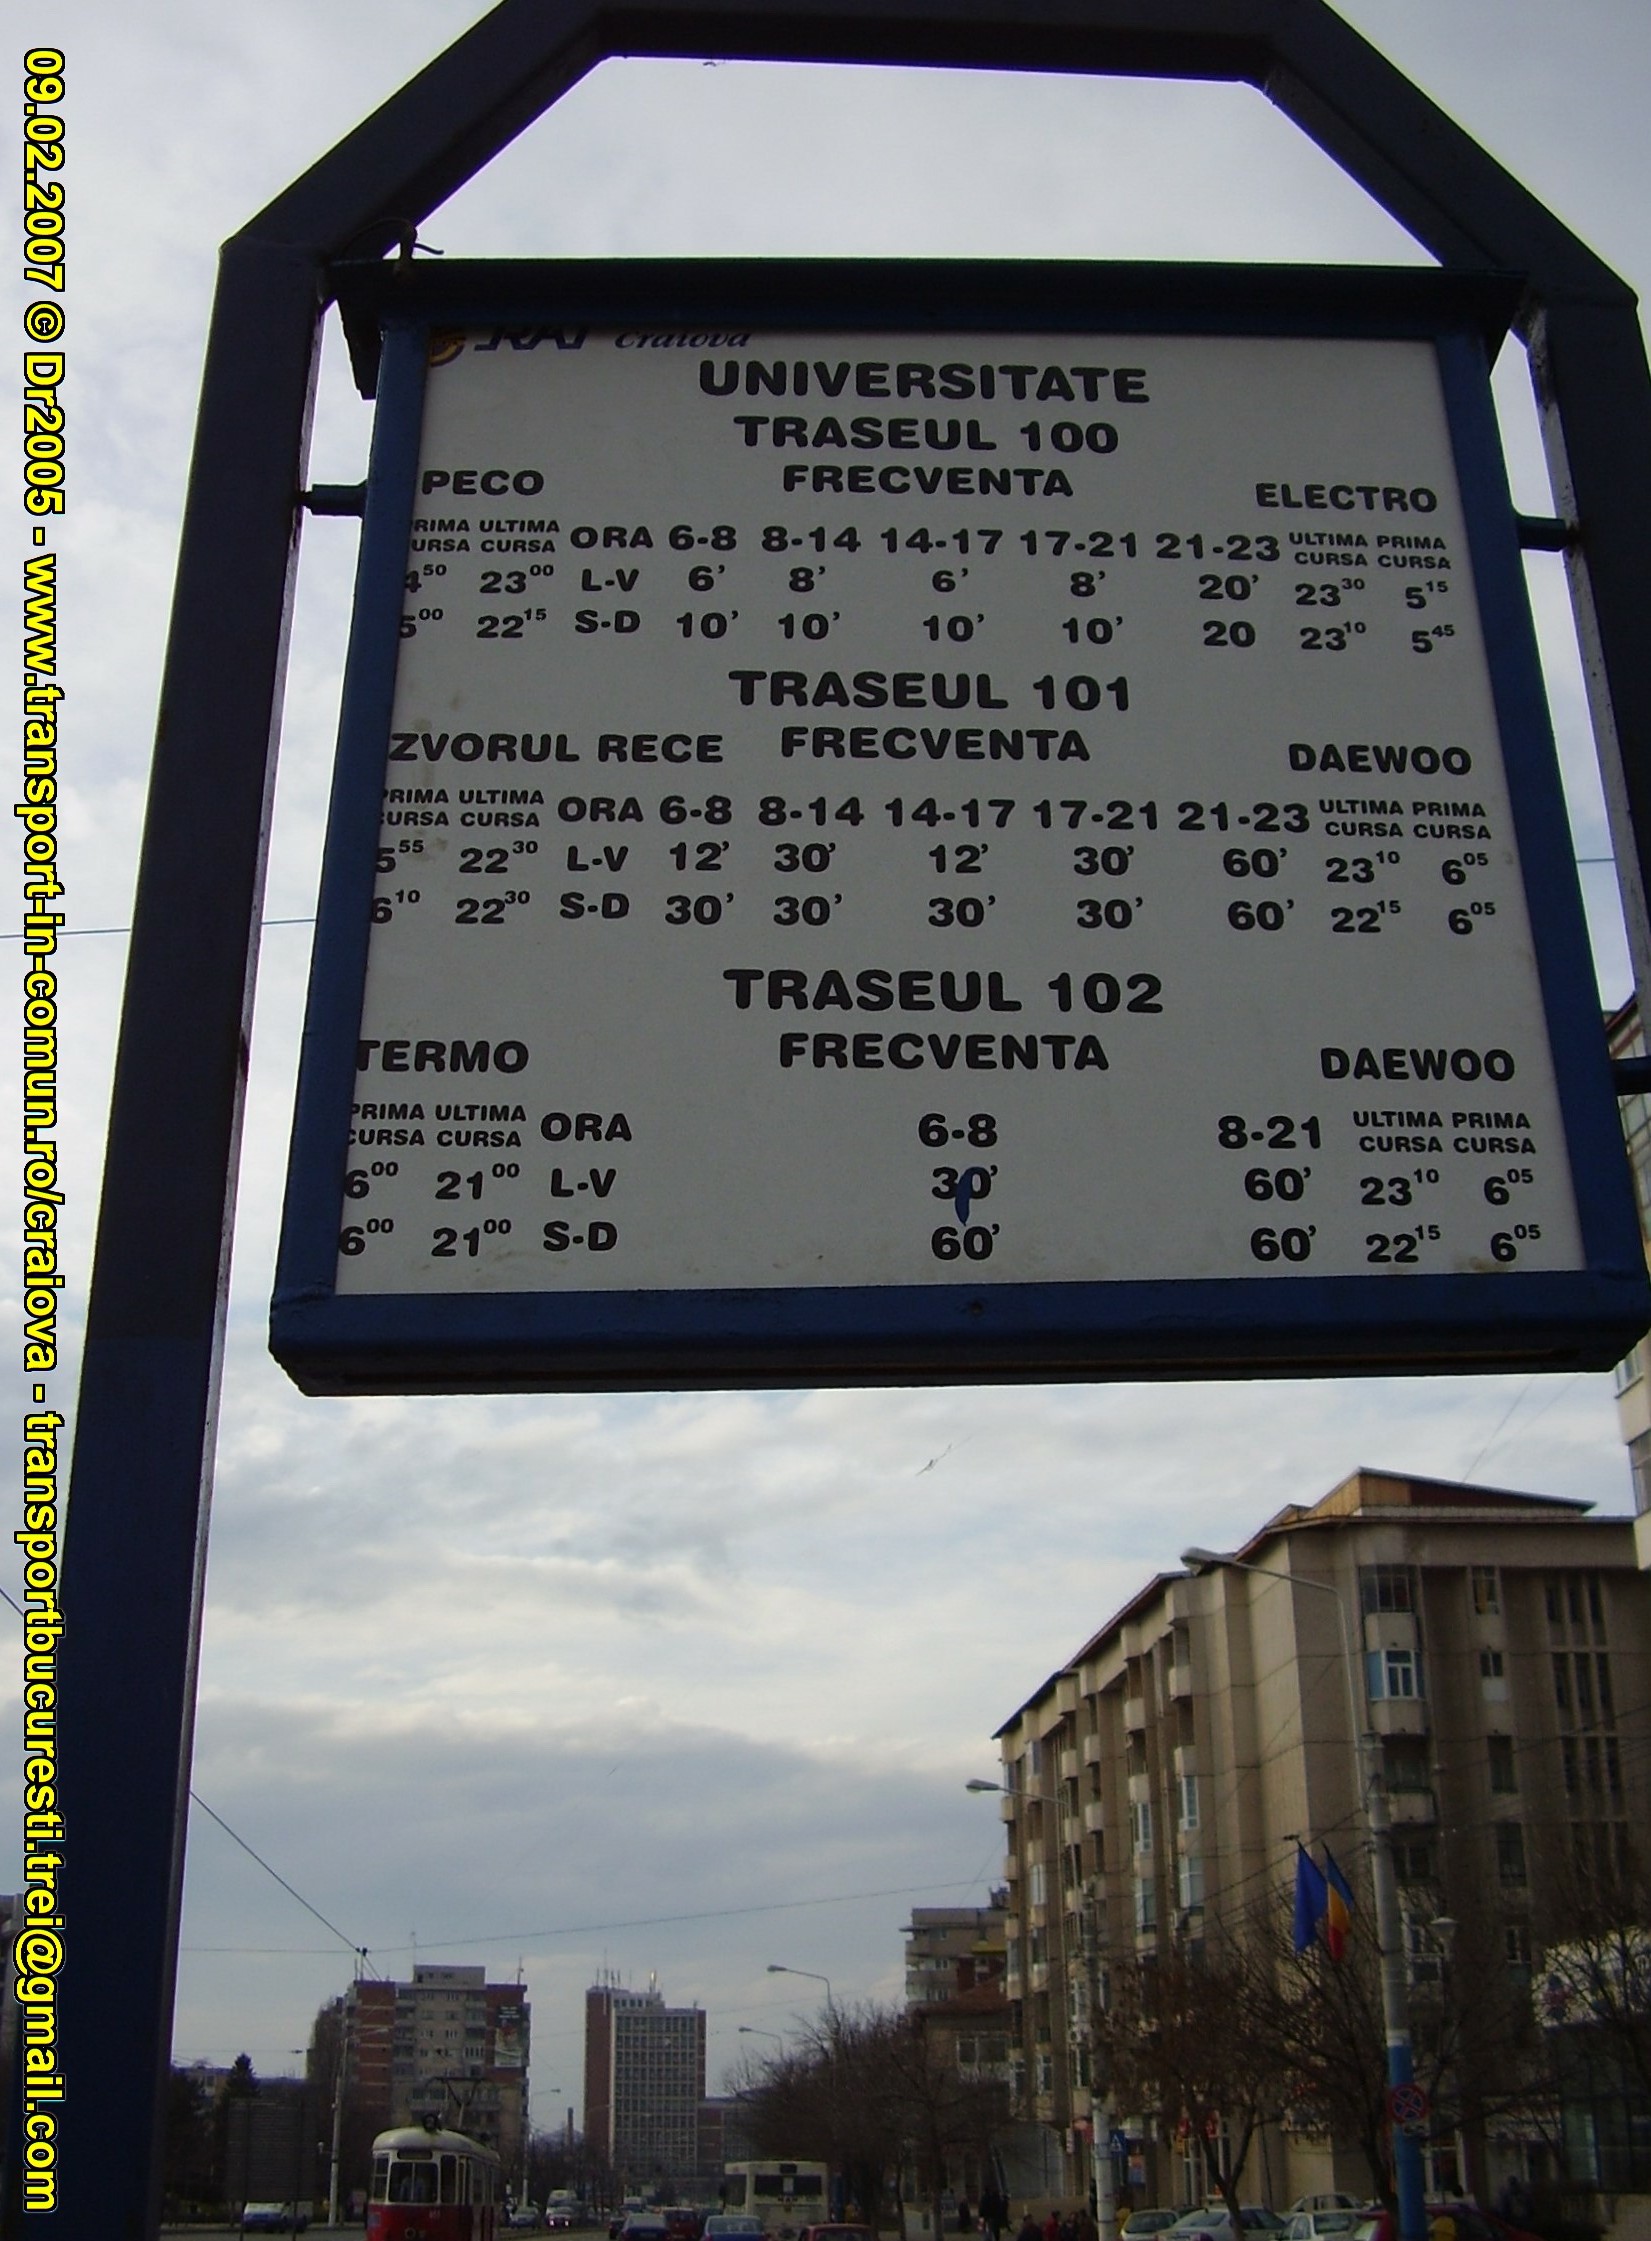 RAT Craiova
UNIVERSITATE
TRASEUL 100
PECO FRECVENTA ELECTRO
PRIMA CURSA ULTIMA CURSA ORA 6-8 8-14 14-17 17-21 21-23 ULTIMA CURSA PRIMA CURSA
4⁵⁰ 23⁰⁰ L-V 6' 8' 6' 8' 20' 23³⁰ 5¹⁵
5⁰⁰ 22¹⁵ S-D 10' 10' 10' 10' 20 23¹⁰ 5⁴⁵
TRASEUL 101
ZVORUL RECE FRECVENTA DAEWOO
PRIMA CURSA ULTIMA CURSA ORA 6-8 8-14 14-17 17-21 21-23 ULTIMA CURSA PRIMA CURSA
5⁵⁵ 22³⁰ L-V 12' 30' 12' 30' 60' 23¹⁰ 6⁰⁵
6¹⁰ 22³⁰ S-D 30' 30' 30' 30' 60' 22¹⁵ 6⁰⁵
TRASEUL 102
TERMO FRECVENTA DAEWOO
PRIMA CURSA ULTIMA CURSA ORA 6-8 8-21 ULTIMA CURSA PRIMA CURSA
6⁰⁰ 21⁰⁰ L-V 30' 60' 23¹⁰ 6⁰⁵
6⁰⁰ 21⁰⁰ S-D 60' 60' 22¹⁵ 6⁰⁵
09.02.2007 © Dr2005 - www.transport-in-comun.ro/craiova - transportbucuresti.trei@gmail.com